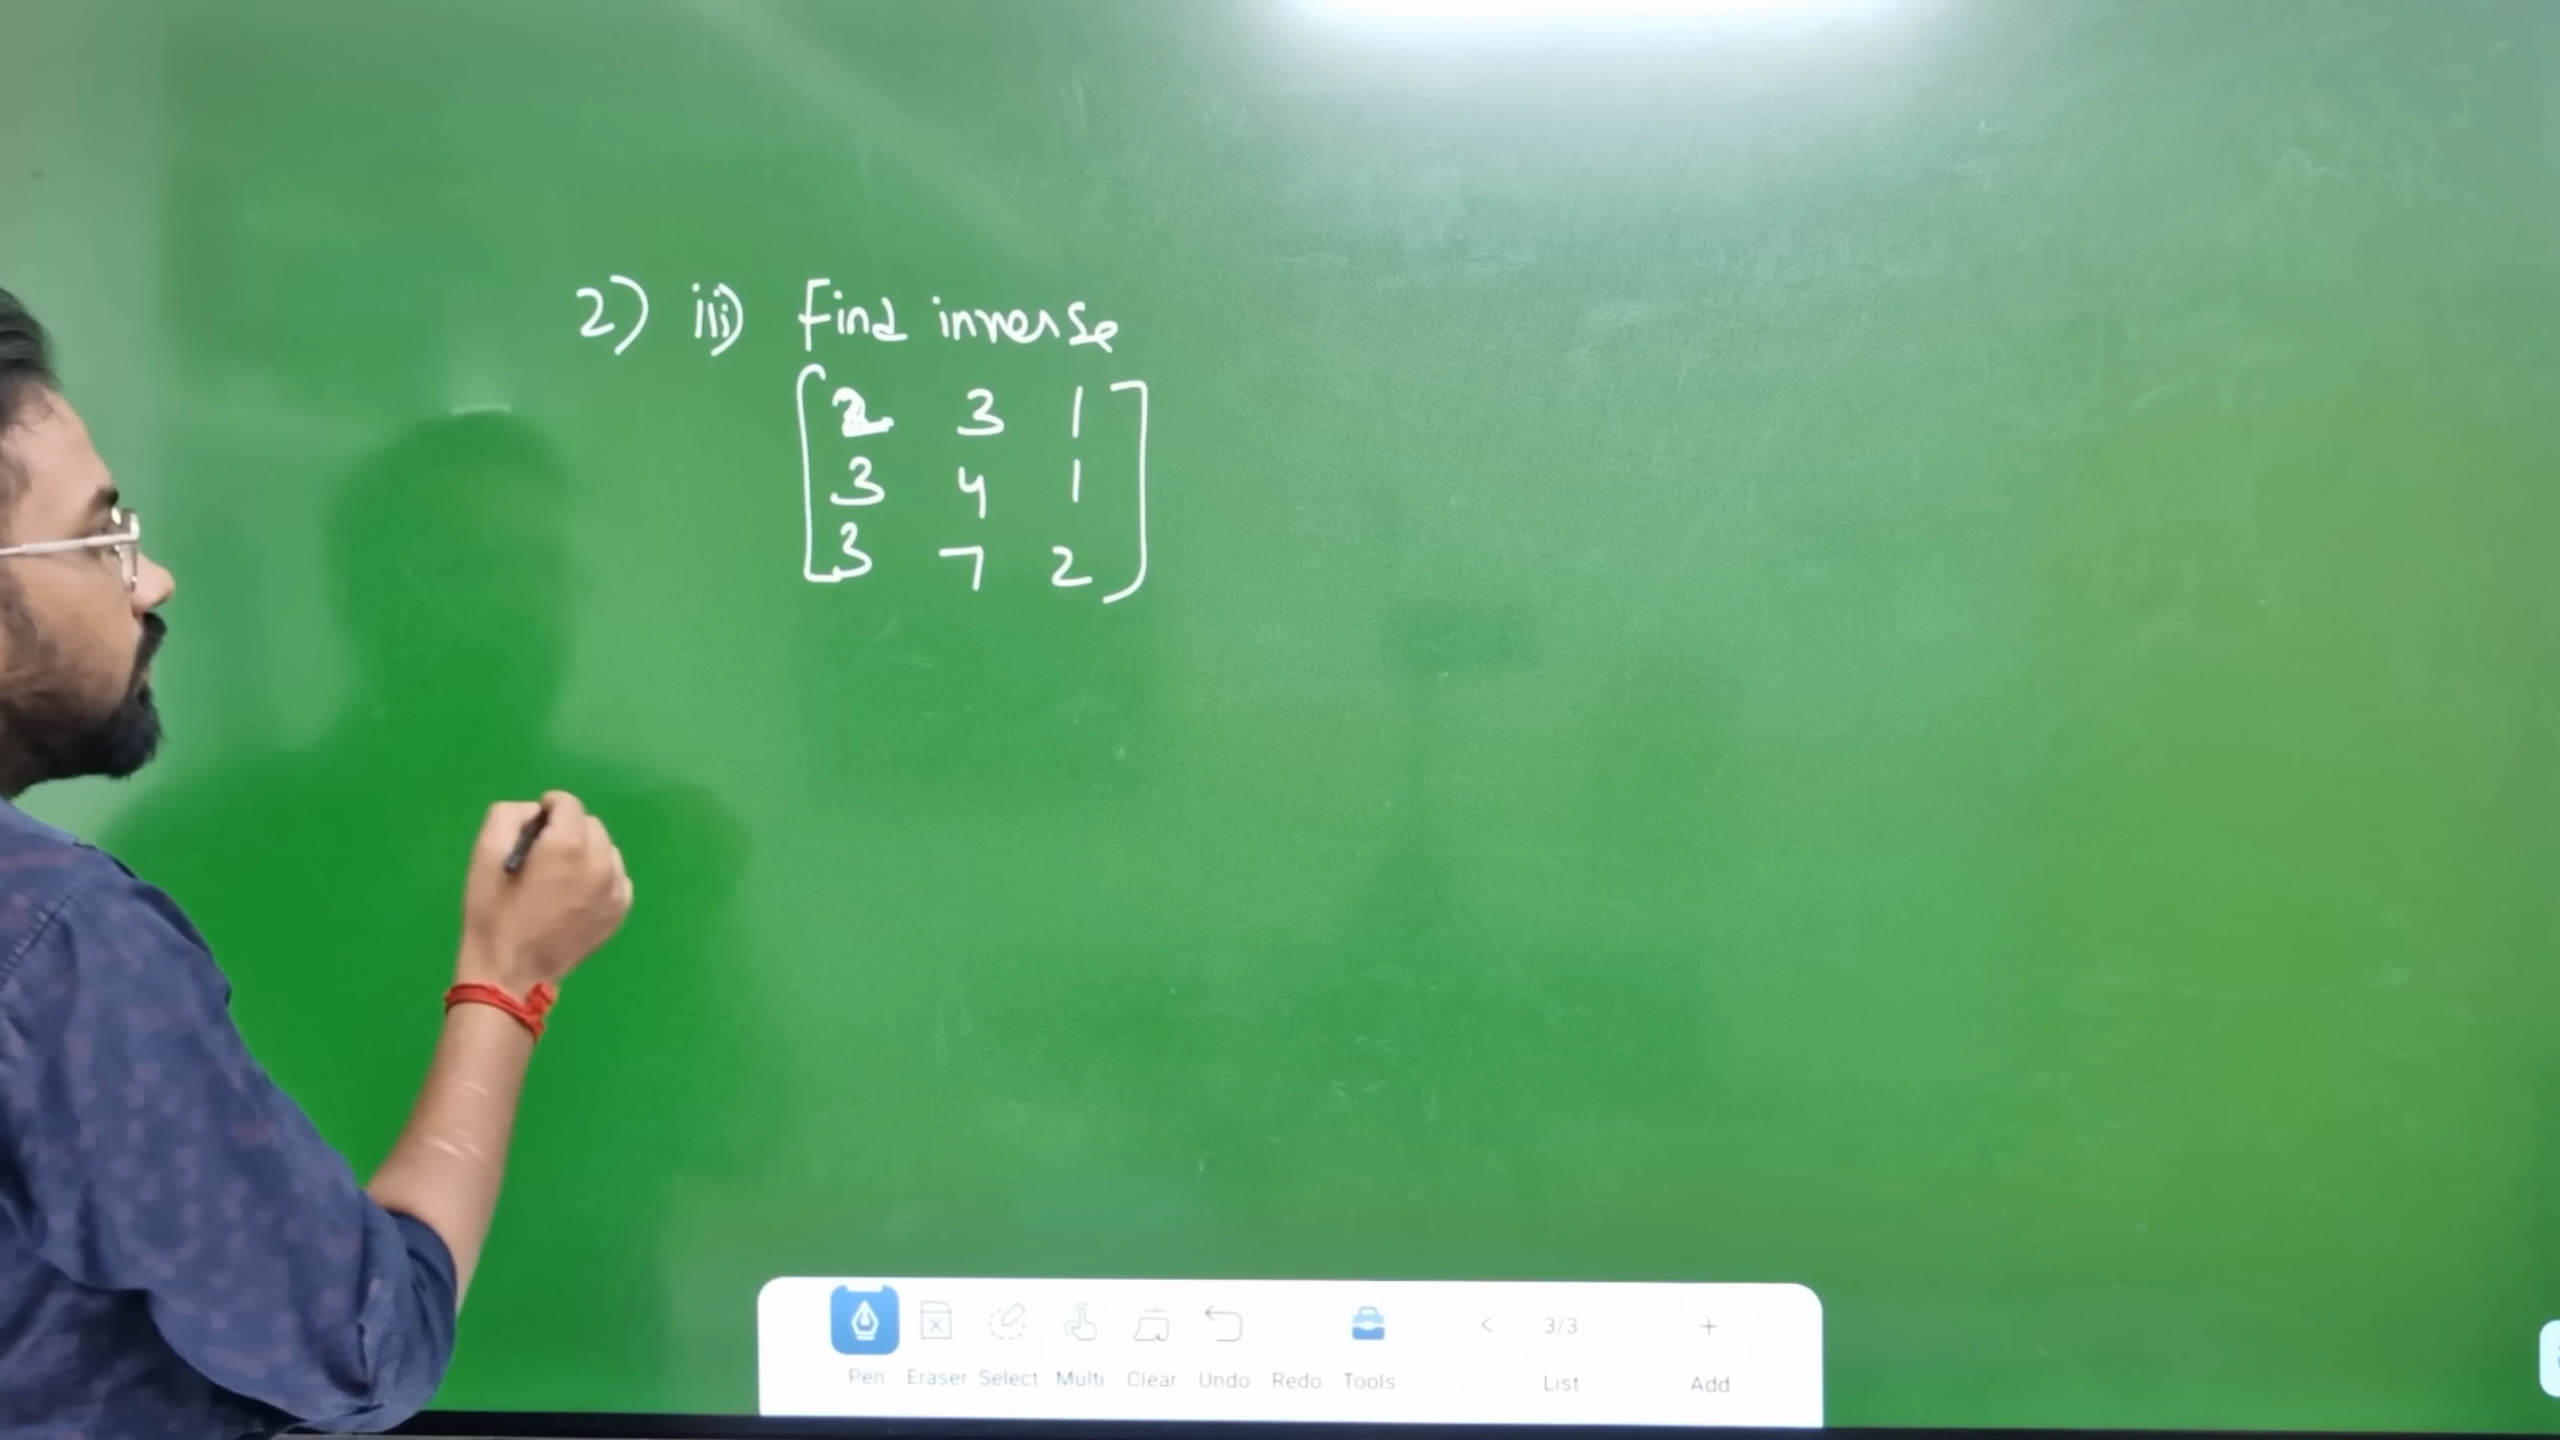 2) iii) Find inverse
2 3 1
3 4 1
3 7 2
3/3
Pen Eraser Select Multi Clear Undo Redo Tools List Add